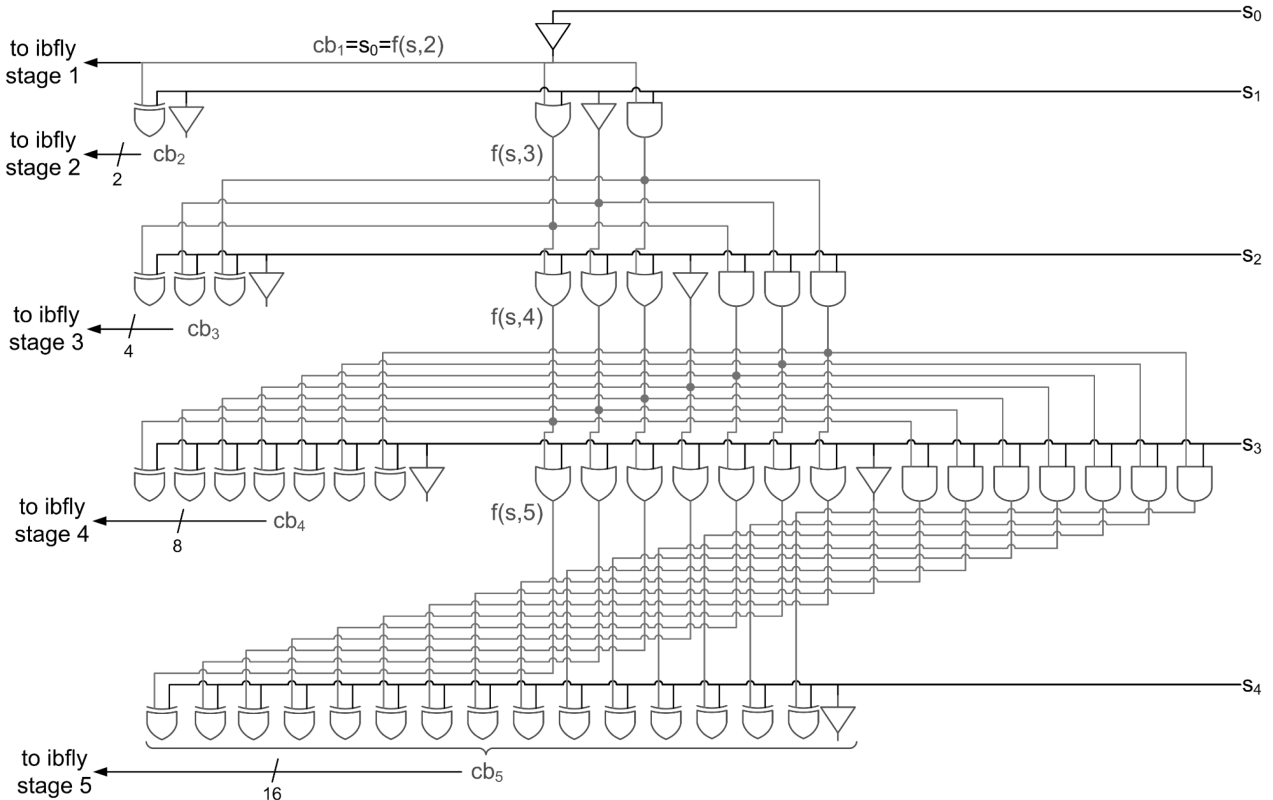 s₀
cb₁=s₀=f(s,2)
to ibfly
stage 1
s₁
to ibfly
stage 2
2
cb₂
f(s,3)
s₂
to ibfly
stage 3
4
cb₃
f(s,4)
s₃
to ibfly
stage 4
8
cb₄
f(s,5)
s₄
to ibfly
stage 5
16
cb₅